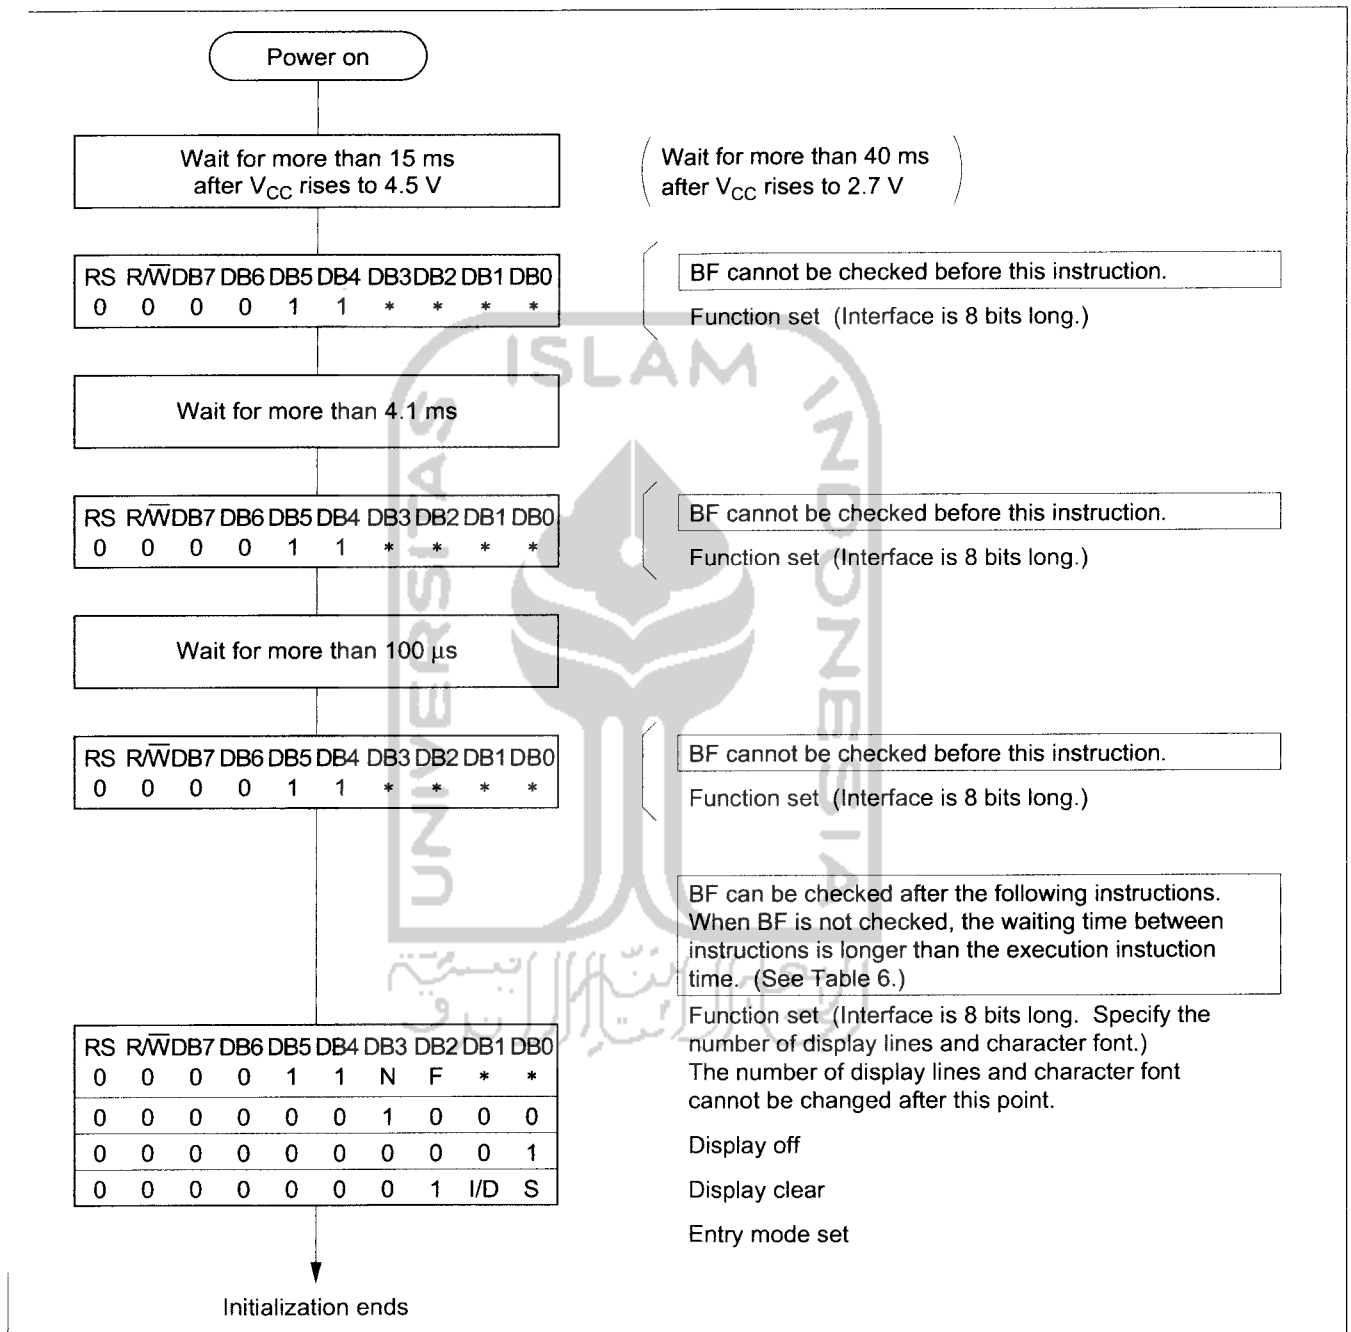 Power on
Wait for more than 15 ms
after VCC rises to 4.5 V
Wait for more than 40 ms
after VCC rises to 2.7 V
RS R/W DB7 DB6 DB5 DB4 DB3 DB2 DB1 DB0
0 0 0 0 1 1 * * * *
BF cannot be checked before this instruction.
Function set (Interface is 8 bits long.)
Wait for more than 4.1 ms
RS R/W DB7 DB6 DB5 DB4 DB3 DB2 DB1 DB0
0 0 0 0 1 1 * * * *
BF cannot be checked before this instruction.
Function set (Interface is 8 bits long.)
Wait for more than 100 μs
RS R/W DB7 DB6 DB5 DB4 DB3 DB2 DB1 DB0
0 0 0 0 1 1 * * * *
BF cannot be checked before this instruction.
Function set (Interface is 8 bits long.)
BF can be checked after the following instructions.
When BF is not checked, the waiting time between
instructions is longer than the execution instuction
time. (See Table 6.)
RS R/W DB7 DB6 DB5 DB4 DB3 DB2 DB1 DB0
0 0 0 0 1 1 N F * *
0 0 0 0 0 0 1 0 0 0
0 0 0 0 0 0 0 0 0 1
0 0 0 0 0 0 0 1 I/D S
Function set (Interface is 8 bits long. Specify the
number of display lines and character font.)
The number of display lines and character font
cannot be changed after this point.
Display off
Display clear
Entry mode set
Initialization ends
UNIVERSITAS
ISLAM
INDONESIA